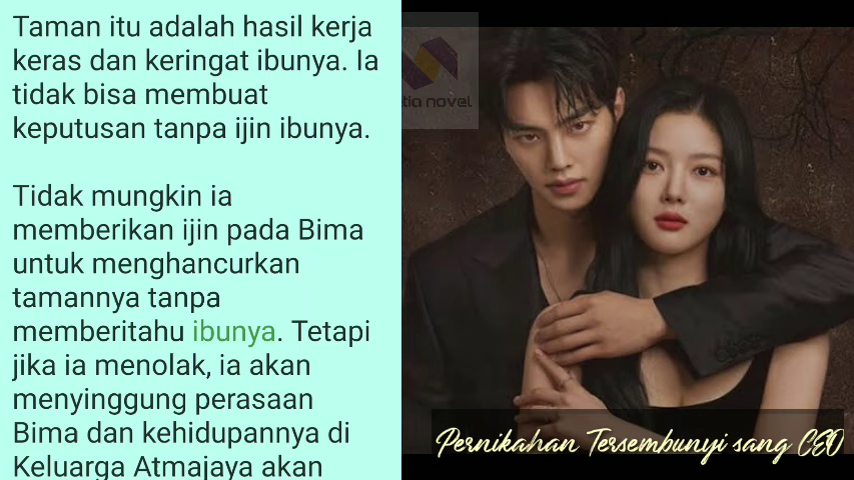 Taman itu adalah hasil kerja
keras dan keringat ibunya. Ia
tidak bisa membuat
keputusan tanpa ijin ibunya.
Tidak mungkin ia
memberikan ijin pada Bima
untuk menghancurkan
tamannya tanpa
memberitahu ibunya. Tetapi
jika ia menolak, ia akan
menyinggung perasaan
Bima dan kehidupannya di
Keluarga Atmajaya akan
novel
Pernikahan Tersembunyi sang CEO